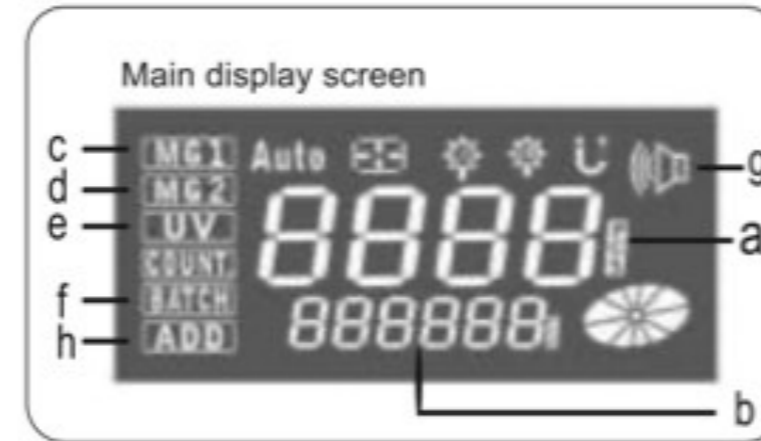 Main display screen
c MG1 Auto g
d MG2 8888 a
e UV
COUNT
f BATCH
h ADD 888888
b